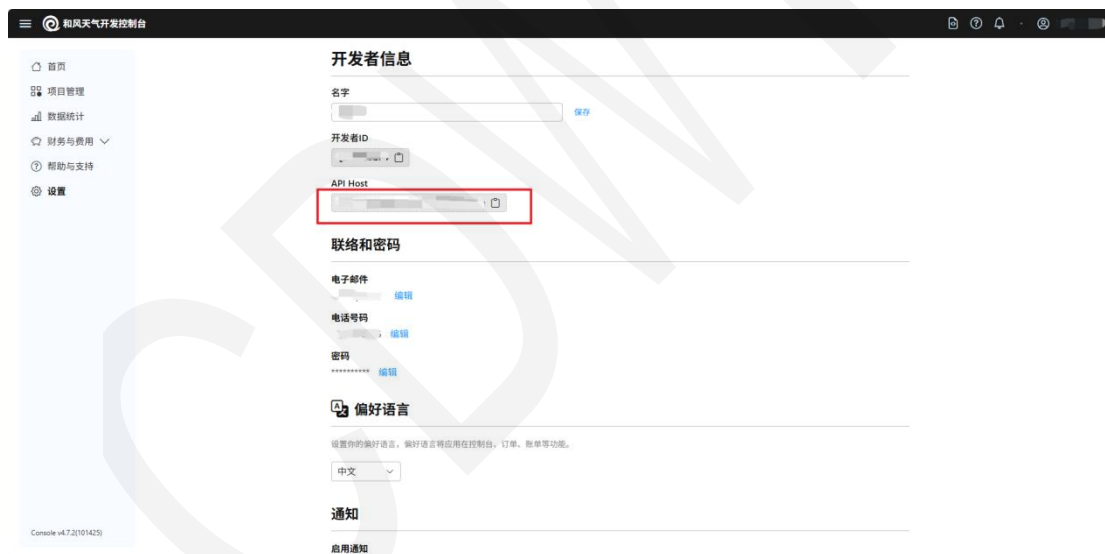 和风天气开发控制台
首页
项目管理
数据统计
财务与费用
帮助与支持
设置
Console v4.7.2(101425)
开发者信息
名字
保存
开发者ID
API Host
联络和密码
电子邮件
编辑
电话号码
编辑
密码
********** 编辑
偏好语言
设置你的偏好语言，偏好语言将应用在控制台、订单、账单等功能。
中文
通知
启用通知